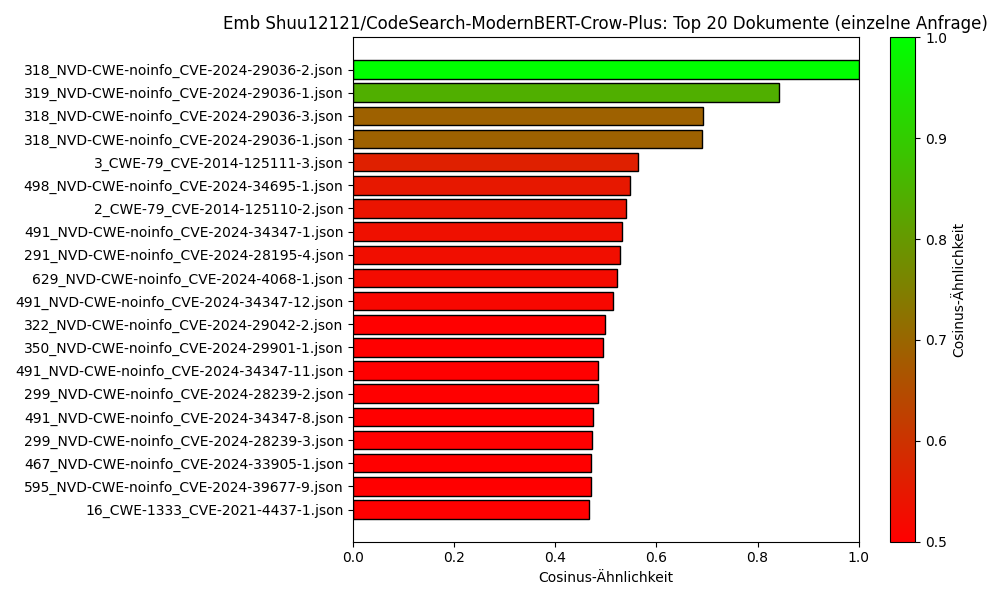 Emb Shuu12121/CodeSearch-ModernBERT-Crow-Plus: Top 20 Dokumente (einzelne Anfrage)
318_NVD-CWE-noinfo_CVE-2024-29036-2.json
319_NVD-CWE-noinfo_CVE-2024-29036-1.json
318_NVD-CWE-noinfo_CVE-2024-29036-3.json
318_NVD-CWE-noinfo_CVE-2024-29036-1.json
3_CWE-79_CVE-2014-125111-3.json
498_NVD-CWE-noinfo_CVE-2024-34695-1.json
2_CWE-79_CVE-2014-125110-2.json
491_NVD-CWE-noinfo_CVE-2024-34347-1.json
291_NVD-CWE-noinfo_CVE-2024-28195-4.json
629_NVD-CWE-noinfo_CVE-2024-4068-1.json
491_NVD-CWE-noinfo_CVE-2024-34347-12.json
322_NVD-CWE-noinfo_CVE-2024-29042-2.json
350_NVD-CWE-noinfo_CVE-2024-29901-1.json
491_NVD-CWE-noinfo_CVE-2024-34347-11.json
299_NVD-CWE-noinfo_CVE-2024-28239-2.json
491_NVD-CWE-noinfo_CVE-2024-34347-8.json
299_NVD-CWE-noinfo_CVE-2024-28239-3.json
467_NVD-CWE-noinfo_CVE-2024-33905-1.json
595_NVD-CWE-noinfo_CVE-2024-39677-9.json
16_CWE-1333_CVE-2021-4437-1.json
0.0 0.2 0.4 0.6 0.8 1.0
Cosinus-Ähnlichkeit
1.0
0.9
0.8
0.7
0.6
0.5
Cosinus-Ähnlichkeit